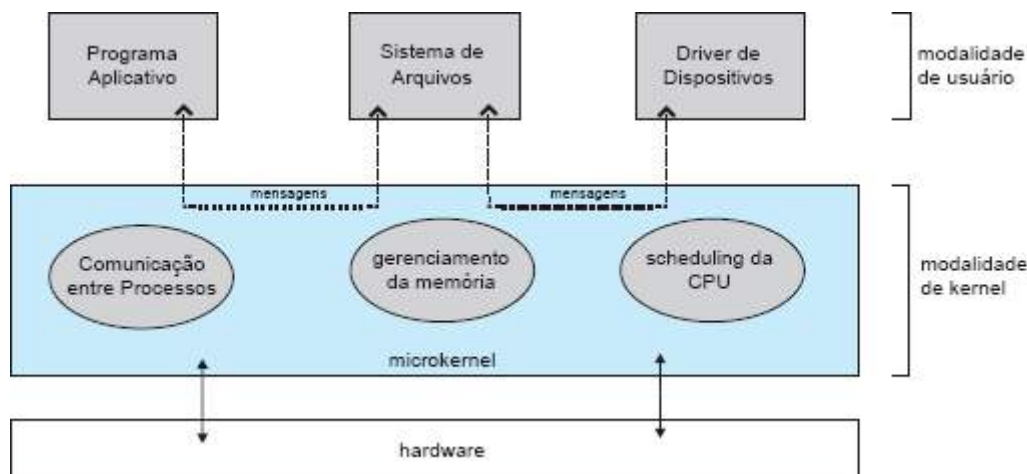 Programa
Aplicativo
Sistema de
Arquivos
Driver de
Dispositivos
modalidade
de usuário
mensagens
mensagens
Comunicação
entre Processos
gerenciamento
da memória
scheduling da
CPU
modalidade
de kernel
microkernel
hardware